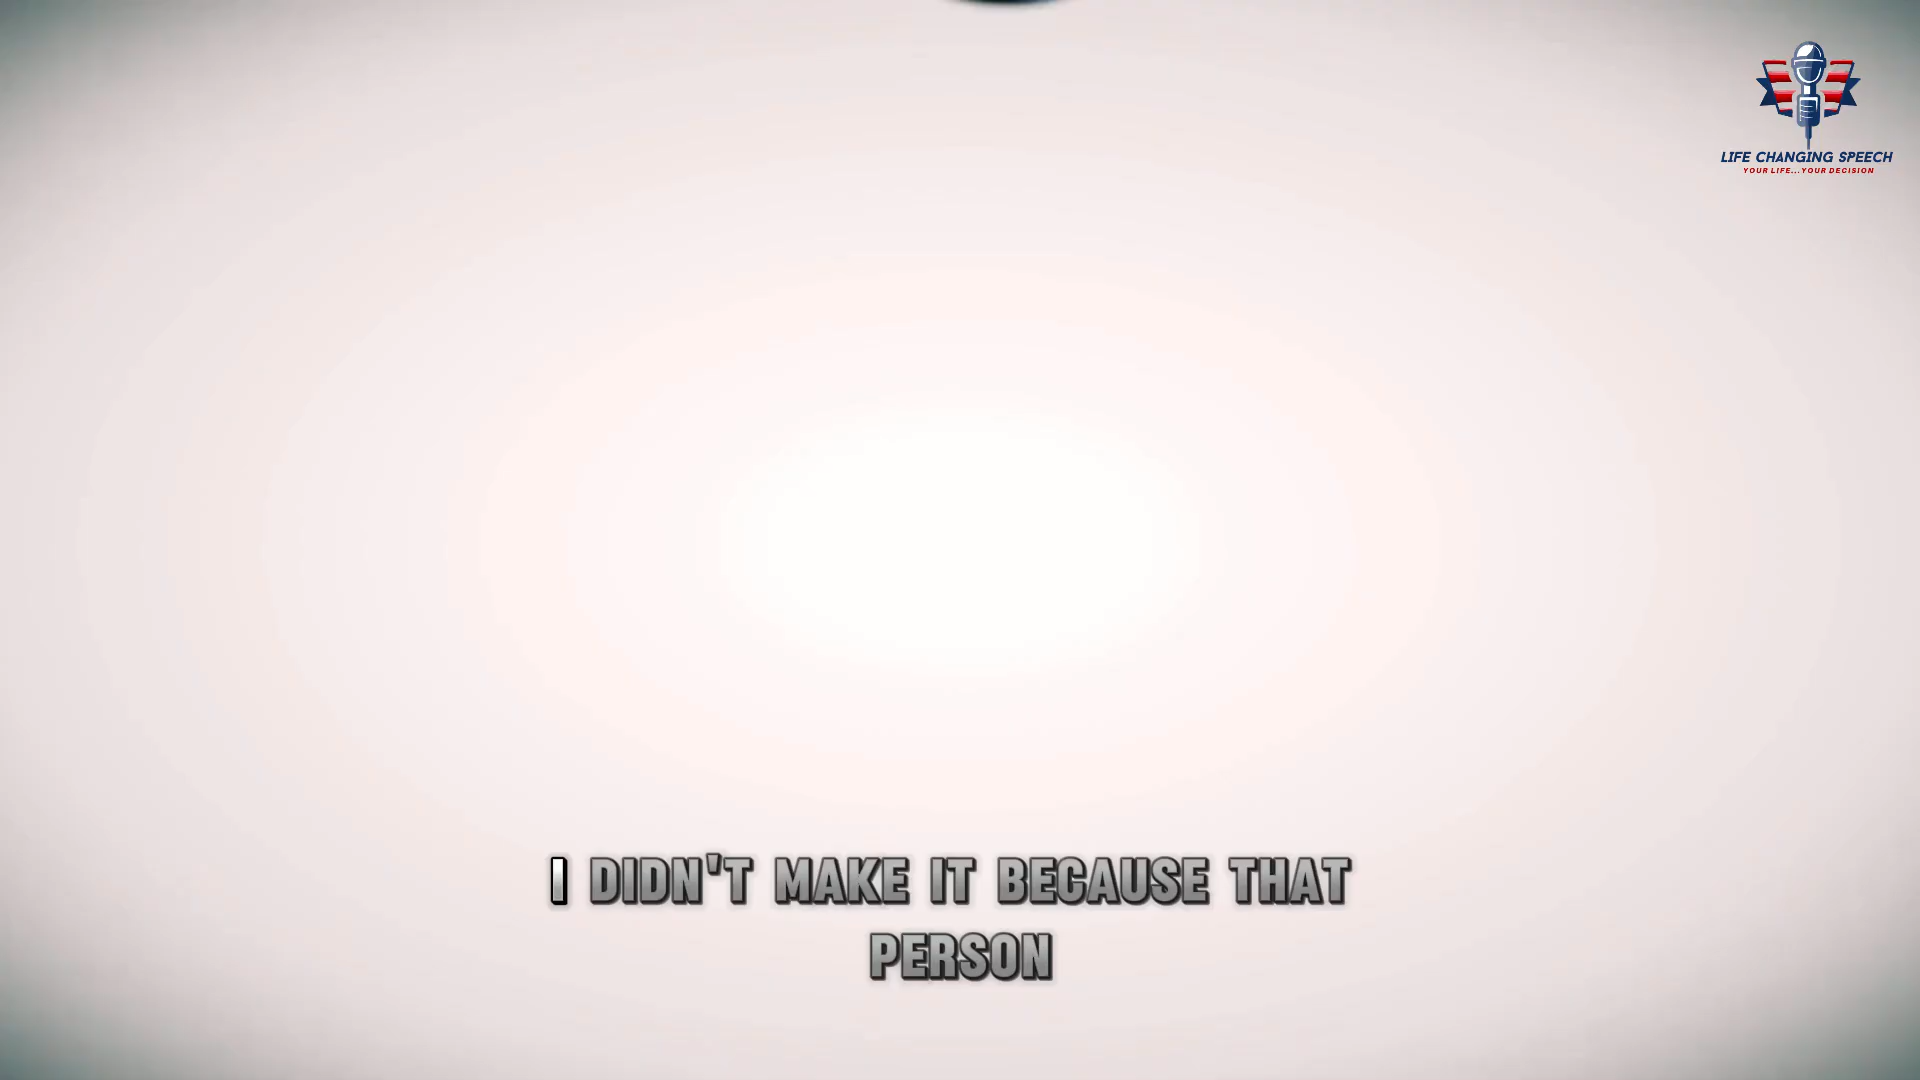 LIFE CHANGING SPEECH
YOUR LIFE...YOUR DECISION
I DIDN'T MAKE IT BECAUSE THAT
PERSON